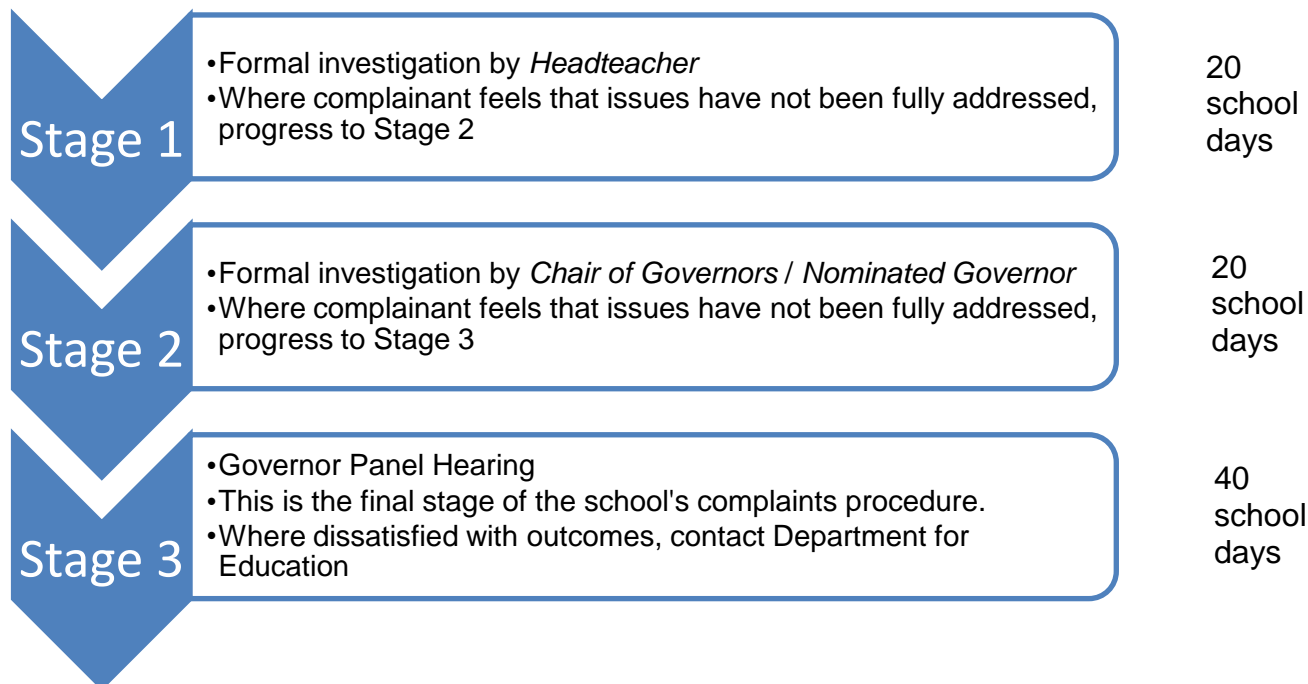 Stage 1
•Formal investigation by Headteacher
•Where complainant feels that issues have not been fully addressed,
progress to Stage 2
20
school
days
Stage 2
•Formal investigation by Chair of Governors / Nominated Governor
•Where complainant feels that issues have not been fully addressed,
progress to Stage 3
20
school
days
Stage 3
•Governor Panel Hearing
•This is the final stage of the school's complaints procedure.
•Where dissatisfied with outcomes, contact Department for
Education
40
school
days